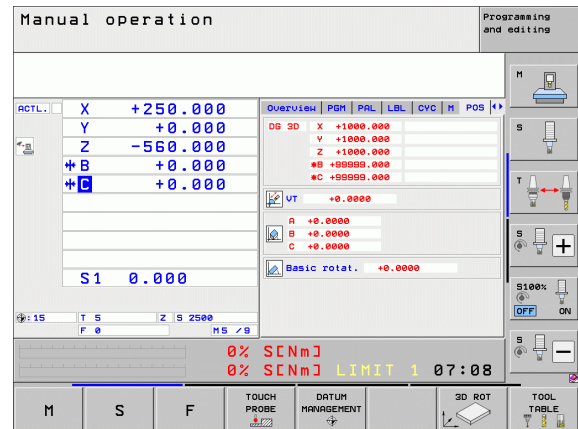 Manual operation
Programming
and editing
ACTL.
X +250.000
Y +0.000
Z -560.000
B +0.000
C +0.000
S1 0.000
:15 T 5 Z S 2500
F 0 M5 /9
Overview PGM PAL LBL CYC M POS
DG 3D X +1000.000
Y +1000.000
Z +1000.000
*B +99999.000
*C +99999.000
VT +0.0000
A +0.0000
B +0.0000
C +0.0000
Basic rotat. +0.0000
0% S[Nm]
0% S[Nm] LIMIT 1 07:08
M
S
T
S
+
S100%
OFF ON
S
−
M
S
F
TOUCH
PROBE
DATUM
MANAGEMENT
3D ROT
TOOL
TABLE